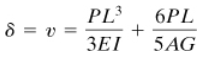 δ = v = PL³/3EI + 6PL/5AG